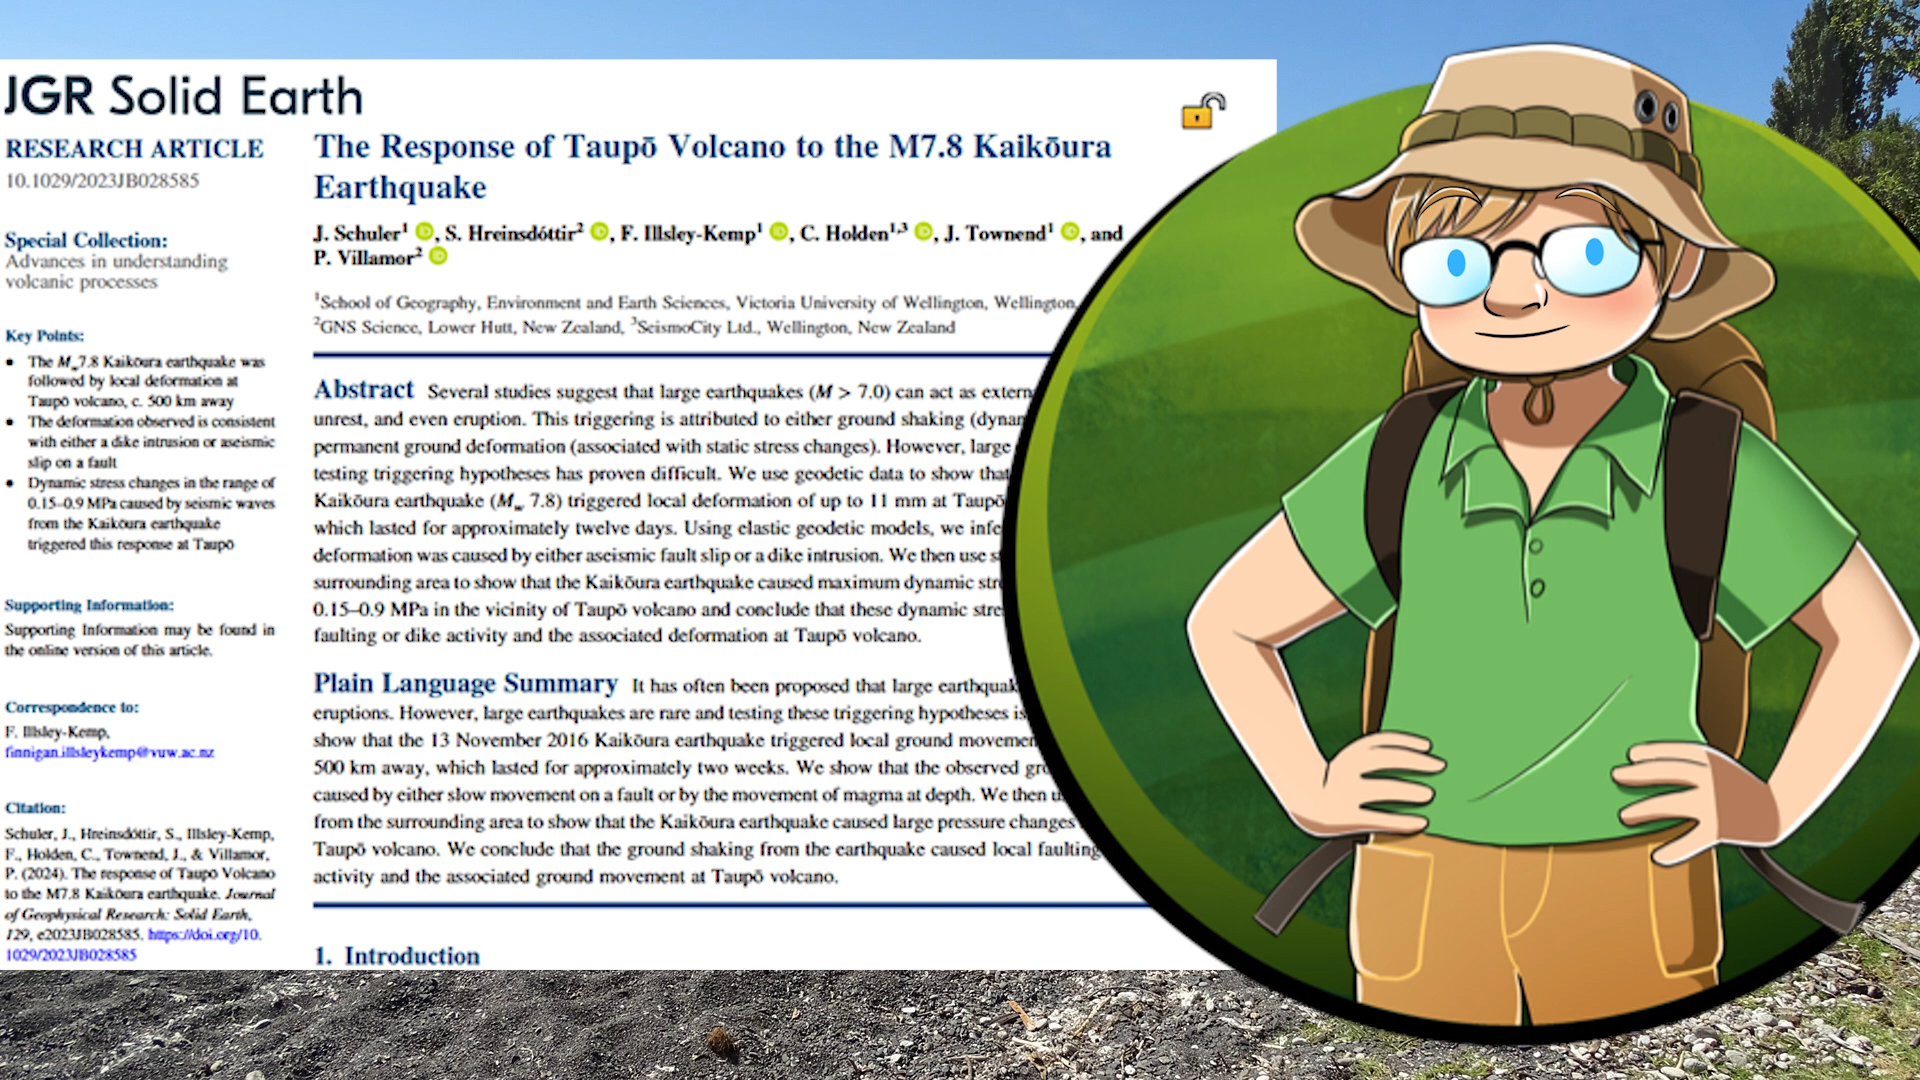 JGR Solid Earth
RESEARCH ARTICLE
10.1029/2023JB028585
Special Collection:
Advances in understanding
volcanic processes
Key Points:
• The Mw7.8 Kaikōura earthquake was
followed by local deformation at
Taupō volcano, c. 500 km away
• The deformation observed is consistent
with either a dike intrusion or aseismic
slip on a fault
• Dynamic stress changes in the range of
0.15–0.9 MPa caused by seismic waves
from the Kaikōura earthquake
triggered this response at Taupō
Supporting Information:
Supporting Information may be found in
the online version of this article.
Correspondence to:
F. Illsley-Kemp,
finnigan.illsleykemp@vuw.ac.nz
Citation:
Schuler, J., Hreinsdóttir, S., Illsley-Kemp,
F., Holden, C., Townend, J., & Villamor,
P. (2024). The response of Taupō Volcano
to the M7.8 Kaikōura earthquake. Journal
of Geophysical Research: Solid Earth,
129, e2023JB028585. https://doi.org/10.
1029/2023JB028585
The Response of Taupō Volcano to the M7.8 Kaikōura
Earthquake
J. Schuler1 iD, S. Hreinsdóttir2 iD, F. Illsley-Kemp1 iD, C. Holden1,3 iD, J. Townend1 iD, and
P. Villamor2 iD
1School of Geography, Environment and Earth Sciences, Victoria University of Wellington, Wellington,
2GNS Science, Lower Hutt, New Zealand, 3SeismoCity Ltd., Wellington, New Zealand
Abstract Several studies suggest that large earthquakes (M > 7.0) can act as extern
unrest, and even eruption. This triggering is attributed to either ground shaking (dynam
permanent ground deformation (associated with static stress changes). However, large
testing triggering hypotheses has proven difficult. We use geodetic data to show that
Kaikōura earthquake (Mw 7.8) triggered local deformation of up to 11 mm at Taupō
which lasted for approximately twelve days. Using elastic geodetic models, we infe
deformation was caused by either aseismic fault slip or a dike intrusion. We then use s
surrounding area to show that the Kaikōura earthquake caused maximum dynamic stre
0.15–0.9 MPa in the vicinity of Taupō volcano and conclude that these dynamic stre
faulting or dike activity and the associated deformation at Taupō volcano.
Plain Language Summary It has often been proposed that large earthquak
eruptions. However, large earthquakes are rare and testing these triggering hypotheses is
show that the 13 November 2016 Kaikōura earthquake triggered local ground movemen
500 km away, which lasted for approximately two weeks. We show that the observed gro
caused by either slow movement on a fault or by the movement of magma at depth. We then u
from the surrounding area to show that the Kaikōura earthquake caused large pressure changes
Taupō volcano. We conclude that the ground shaking from the earthquake caused local faulting
activity and the associated ground movement at Taupō volcano.
1. Introduction